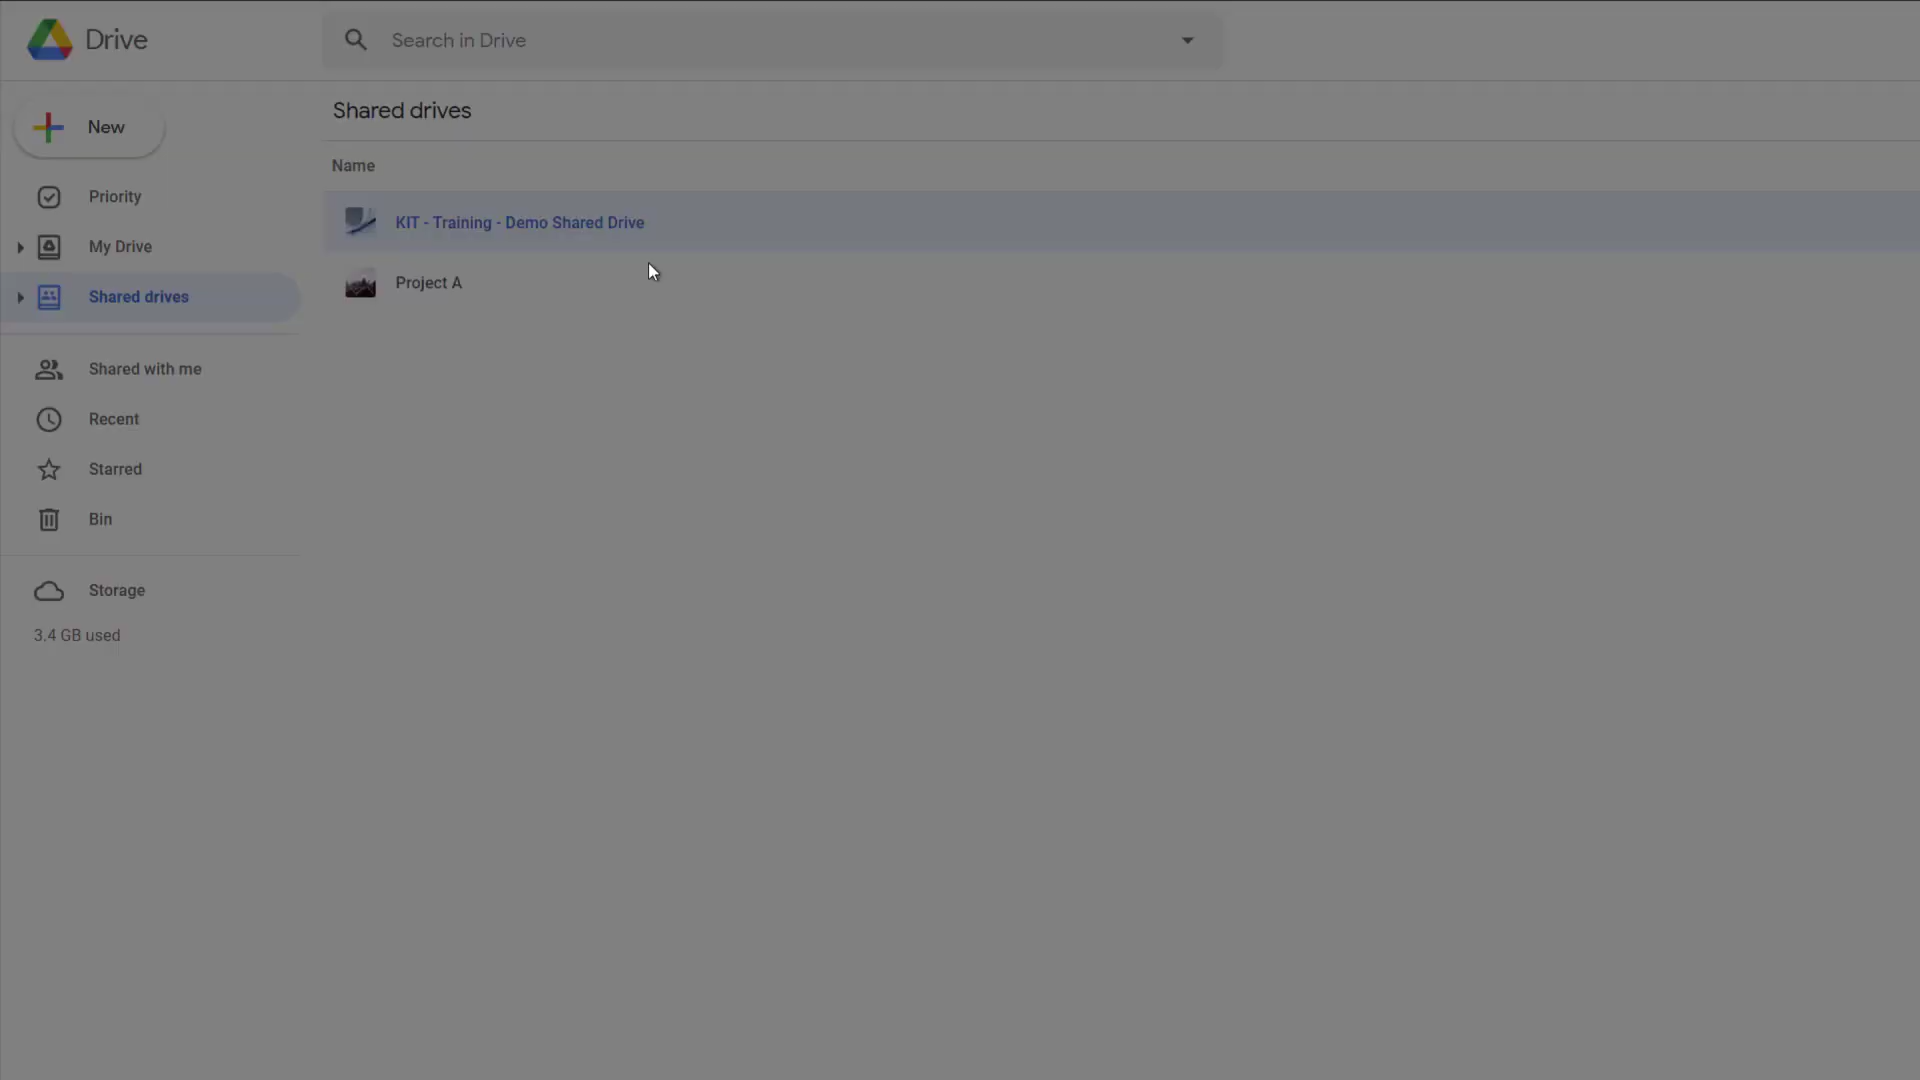 Drive
Search in Drive
New
Priority
My Drive
Shared drives
Shared with me
Recent
Starred
Bin
Storage
3.4 GB used
Shared drives
Name
KIT - Training - Demo Shared Drive
Project A